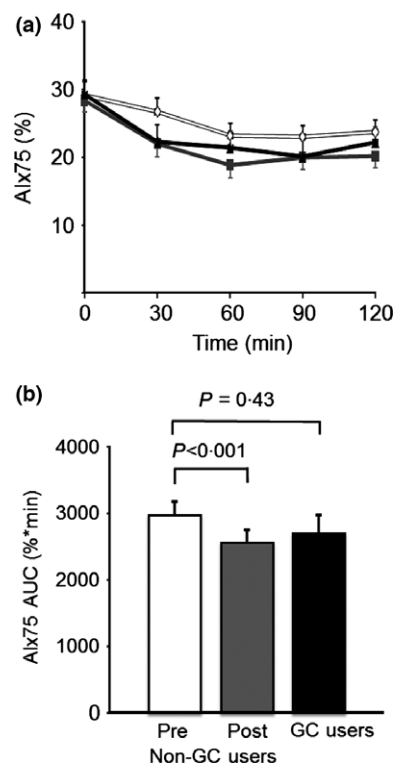 (a)
40
30
20
10
AIx75 (%)
0 30 60 90 120
Time (min)
(b)
P = 0·43
P<0·001
4000
3000
2000
1000
0
AIx75 AUC (%*min)
Pre Post GC users
Non-GC users